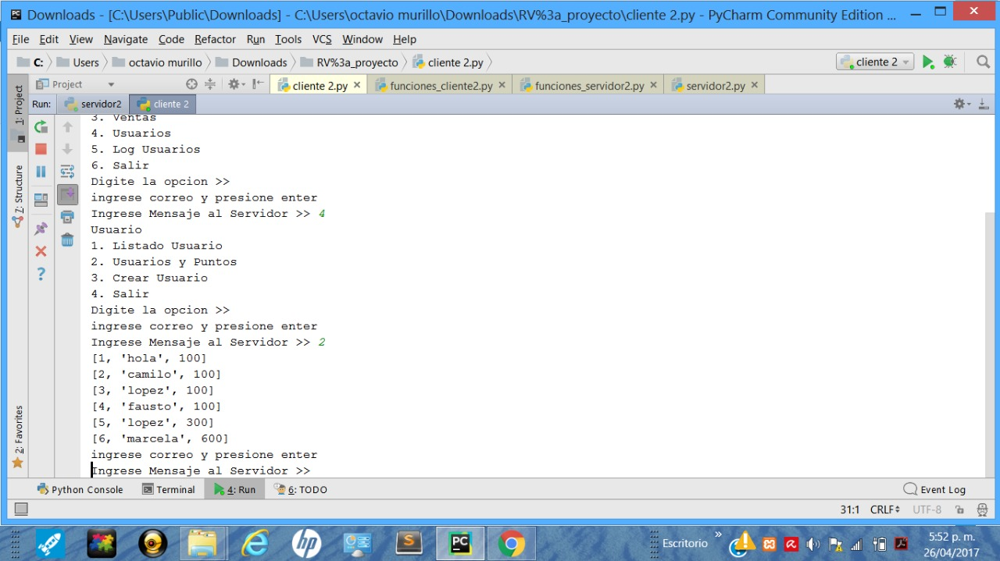 Downloads - [C:\Users\Public\Downloads] - C:\Users\octavio murillo\Downloads\RV%3a_proyecto\cliente 2.py - PyCharm Community Edition ...
File Edit View Navigate Code Refactor Run Tools VCS Window Help
C: Users octavio murillo Downloads RV%3a_proyecto cliente 2.py cliente 2
1: Project
Project cliente 2.py funciones_cliente2.py funciones_servidor2.py servidor2.py
Run: servidor2 cliente 2
3. Ventas
4. Usuarios
5. Log Usuarios
6. Salir
Digite la opcion >>
ingrese correo y presione enter
Ingrese Mensaje al Servidor >> 4
Usuario
1. Listado Usuario
2. Usuarios y Puntos
3. Crear Usuario
4. Salir
Digite la opcion >>
ingrese correo y presione enter
Ingrese Mensaje al Servidor >> 2
[1, 'hola', 100]
[2, 'camilo', 100]
[3, 'lopez', 100]
[4, 'fausto', 100]
[5, 'lopez', 300]
[6, 'marcela', 600]
ingrese correo y presione enter
Ingrese Mensaje al Servidor >>
7: Structure
2: Favorites
Python Console Terminal 4: Run 6: TODO Event Log
31:1 CRLF UTF-8
Escritorio »
5:52 p. m.
26/04/2017